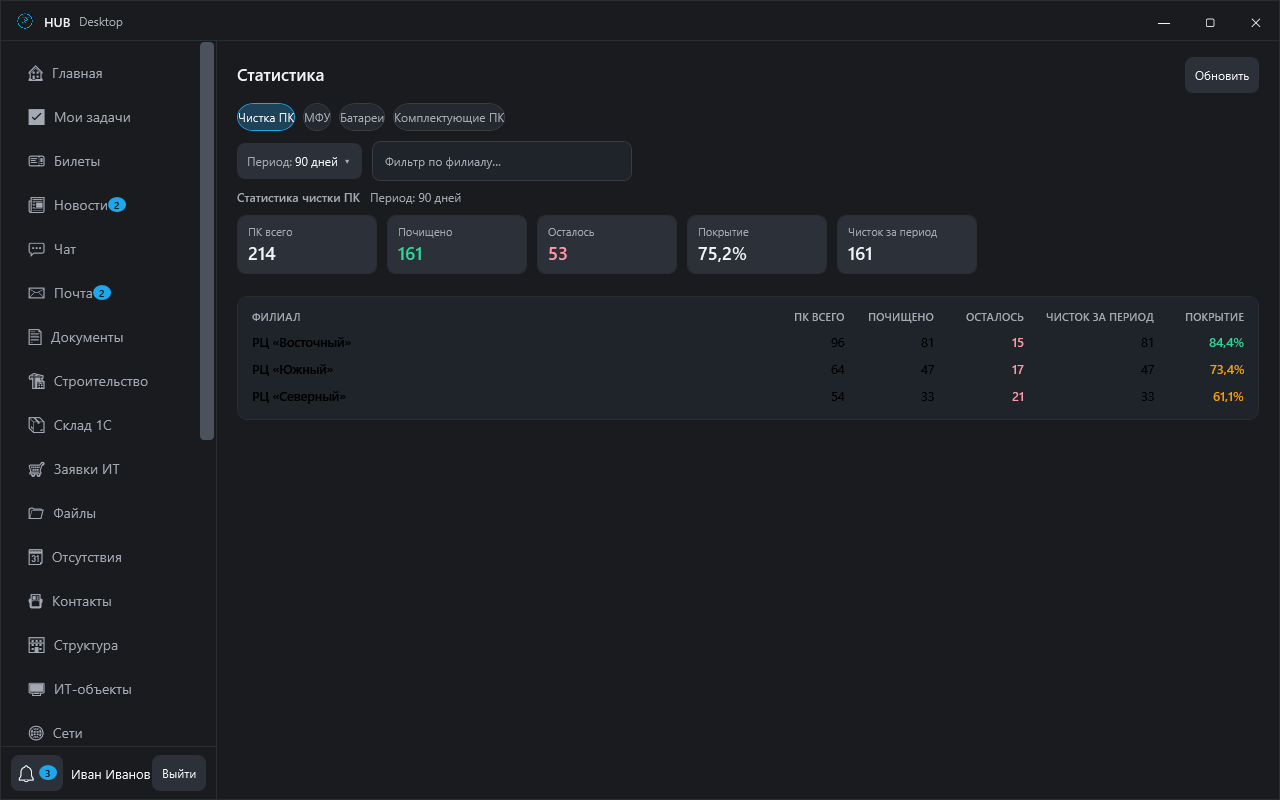 HUB Desktop
Главная
Мои задачи
Билеты
Новости 2
Чат
Почта 2
Документы
Строительство
Склад 1С
Заявки ИТ
Файлы
31 Отсутствия
Контакты
Структура
ИТ-объекты
Сети
3 Иван Иванов Выйти
Статистика
Обновить
Чистка ПК МФУ Батареи Комплектующие ПК
Период: 90 дней Фильтр по филиалу...
Статистика чистки ПК Период: 90 дней
ПК всего Почищено Осталось Покрытие Чисток за период
214 161 53 75,2% 161
ФИЛИАЛ ПК ВСЕГО ПОЧИЩЕНО ОСТАЛОСЬ ЧИСТОК ЗА ПЕРИОД ПОКРЫТИЕ
РЦ «Восточный» 96 81 15 81 84,4%
РЦ «Южный» 64 47 17 47 73,4%
РЦ «Северный» 54 33 21 33 61,1%